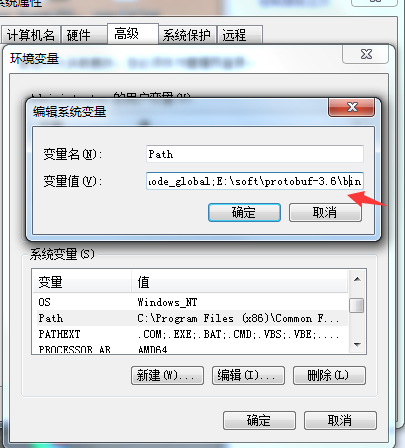 系统属性
计算机名 硬件 高级 系统保护 远程
环境变量
的用户变量(U)
编辑系统变量
变量名(N): Path
变量值(V): node_global;E:\soft\protobuf-3.6\bin
确定 取消
系统变量(S)
变量 值
OS Windows_NT
Path C:\Program Files (x86)\Common F...
PATHEXT .COM;.EXE;.BAT;.CMD;.VBS;.VBE;....
PROCESSOR_AR AMD64
新建(W)... 编辑(I)... 删除(L)
确定 取消